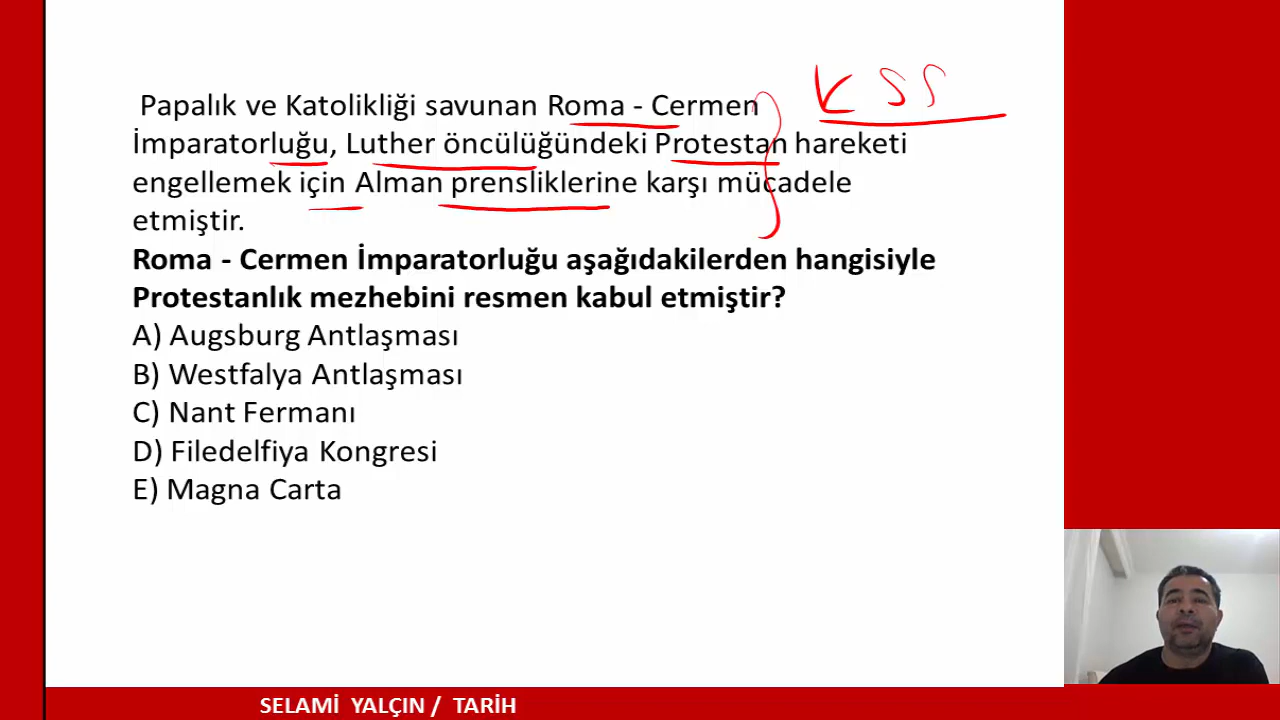 KSS
Papalık ve Katolikliği savunan Roma - Cermen
İmparatorluğu, Luther öncülüğündeki Protestan hareketi
engellemek için Alman prensliklerine karşı mücadele
etmiştir.
Roma - Cermen İmparatorluğu aşağıdakilerden hangisiyle
Protestanlık mezhebini resmen kabul etmiştir?
A) Augsburg Antlaşması
B) Westfalya Antlaşması
C) Nant Fermanı
D) Filedelfiya Kongresi
E) Magna Carta
SELAMİ YALÇIN / TARİH